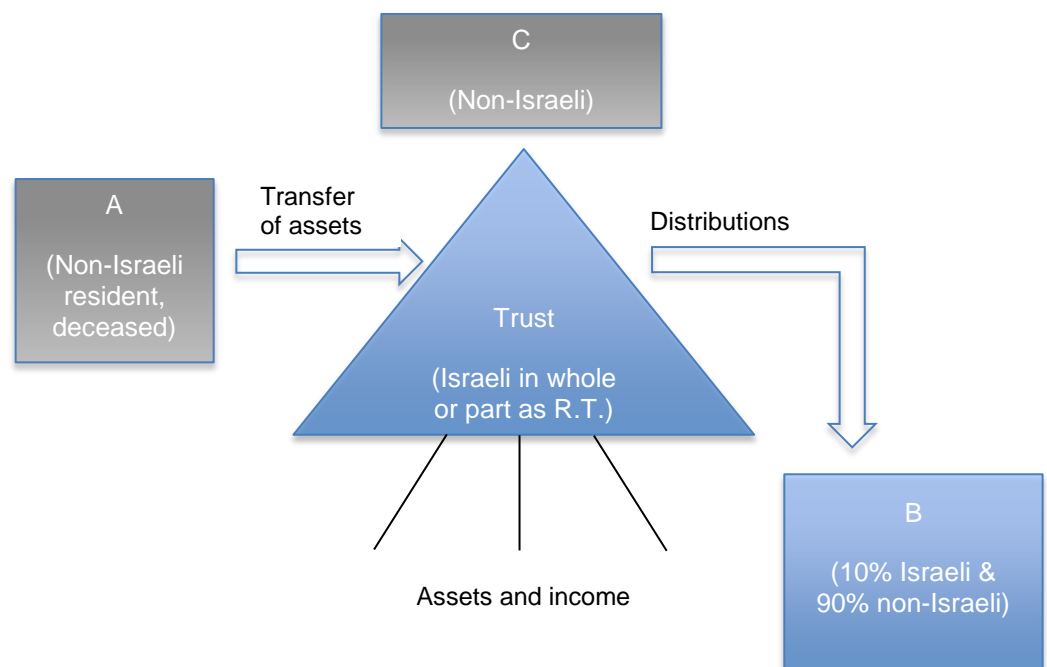 C
(Non-Israeli)
A
(Non-Israeli
resident,
deceased)
Transfer
of assets
Distributions
Trust
(Israeli in whole
or part as R.T.)
B
(10% Israeli &
90% non-Israeli)
Assets and income